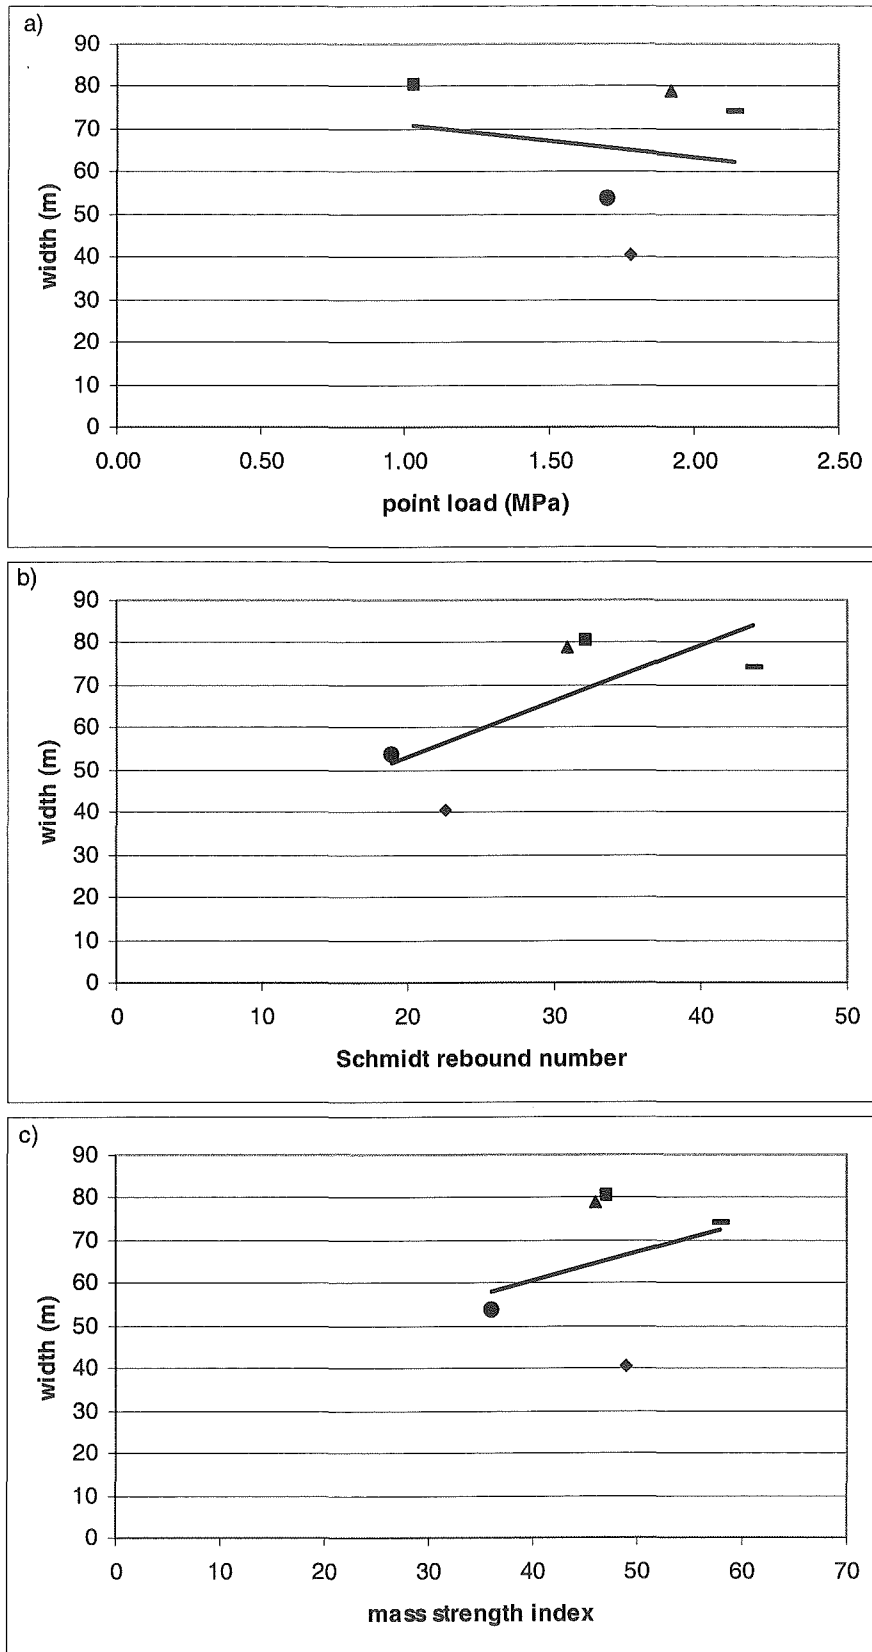 a)
90
80
70
60
50
40
30
20
10
0
width (m)
0.00 0.50 1.00 1.50 2.00 2.50
point load (MPa)
b)
90
80
70
60
50
40
30
20
10
0
width (m)
0 10 20 30 40 50
Schmidt rebound number
c)
90
80
70
60
50
40
30
20
10
0
width (m)
0 10 20 30 40 50 60 70
mass strength index